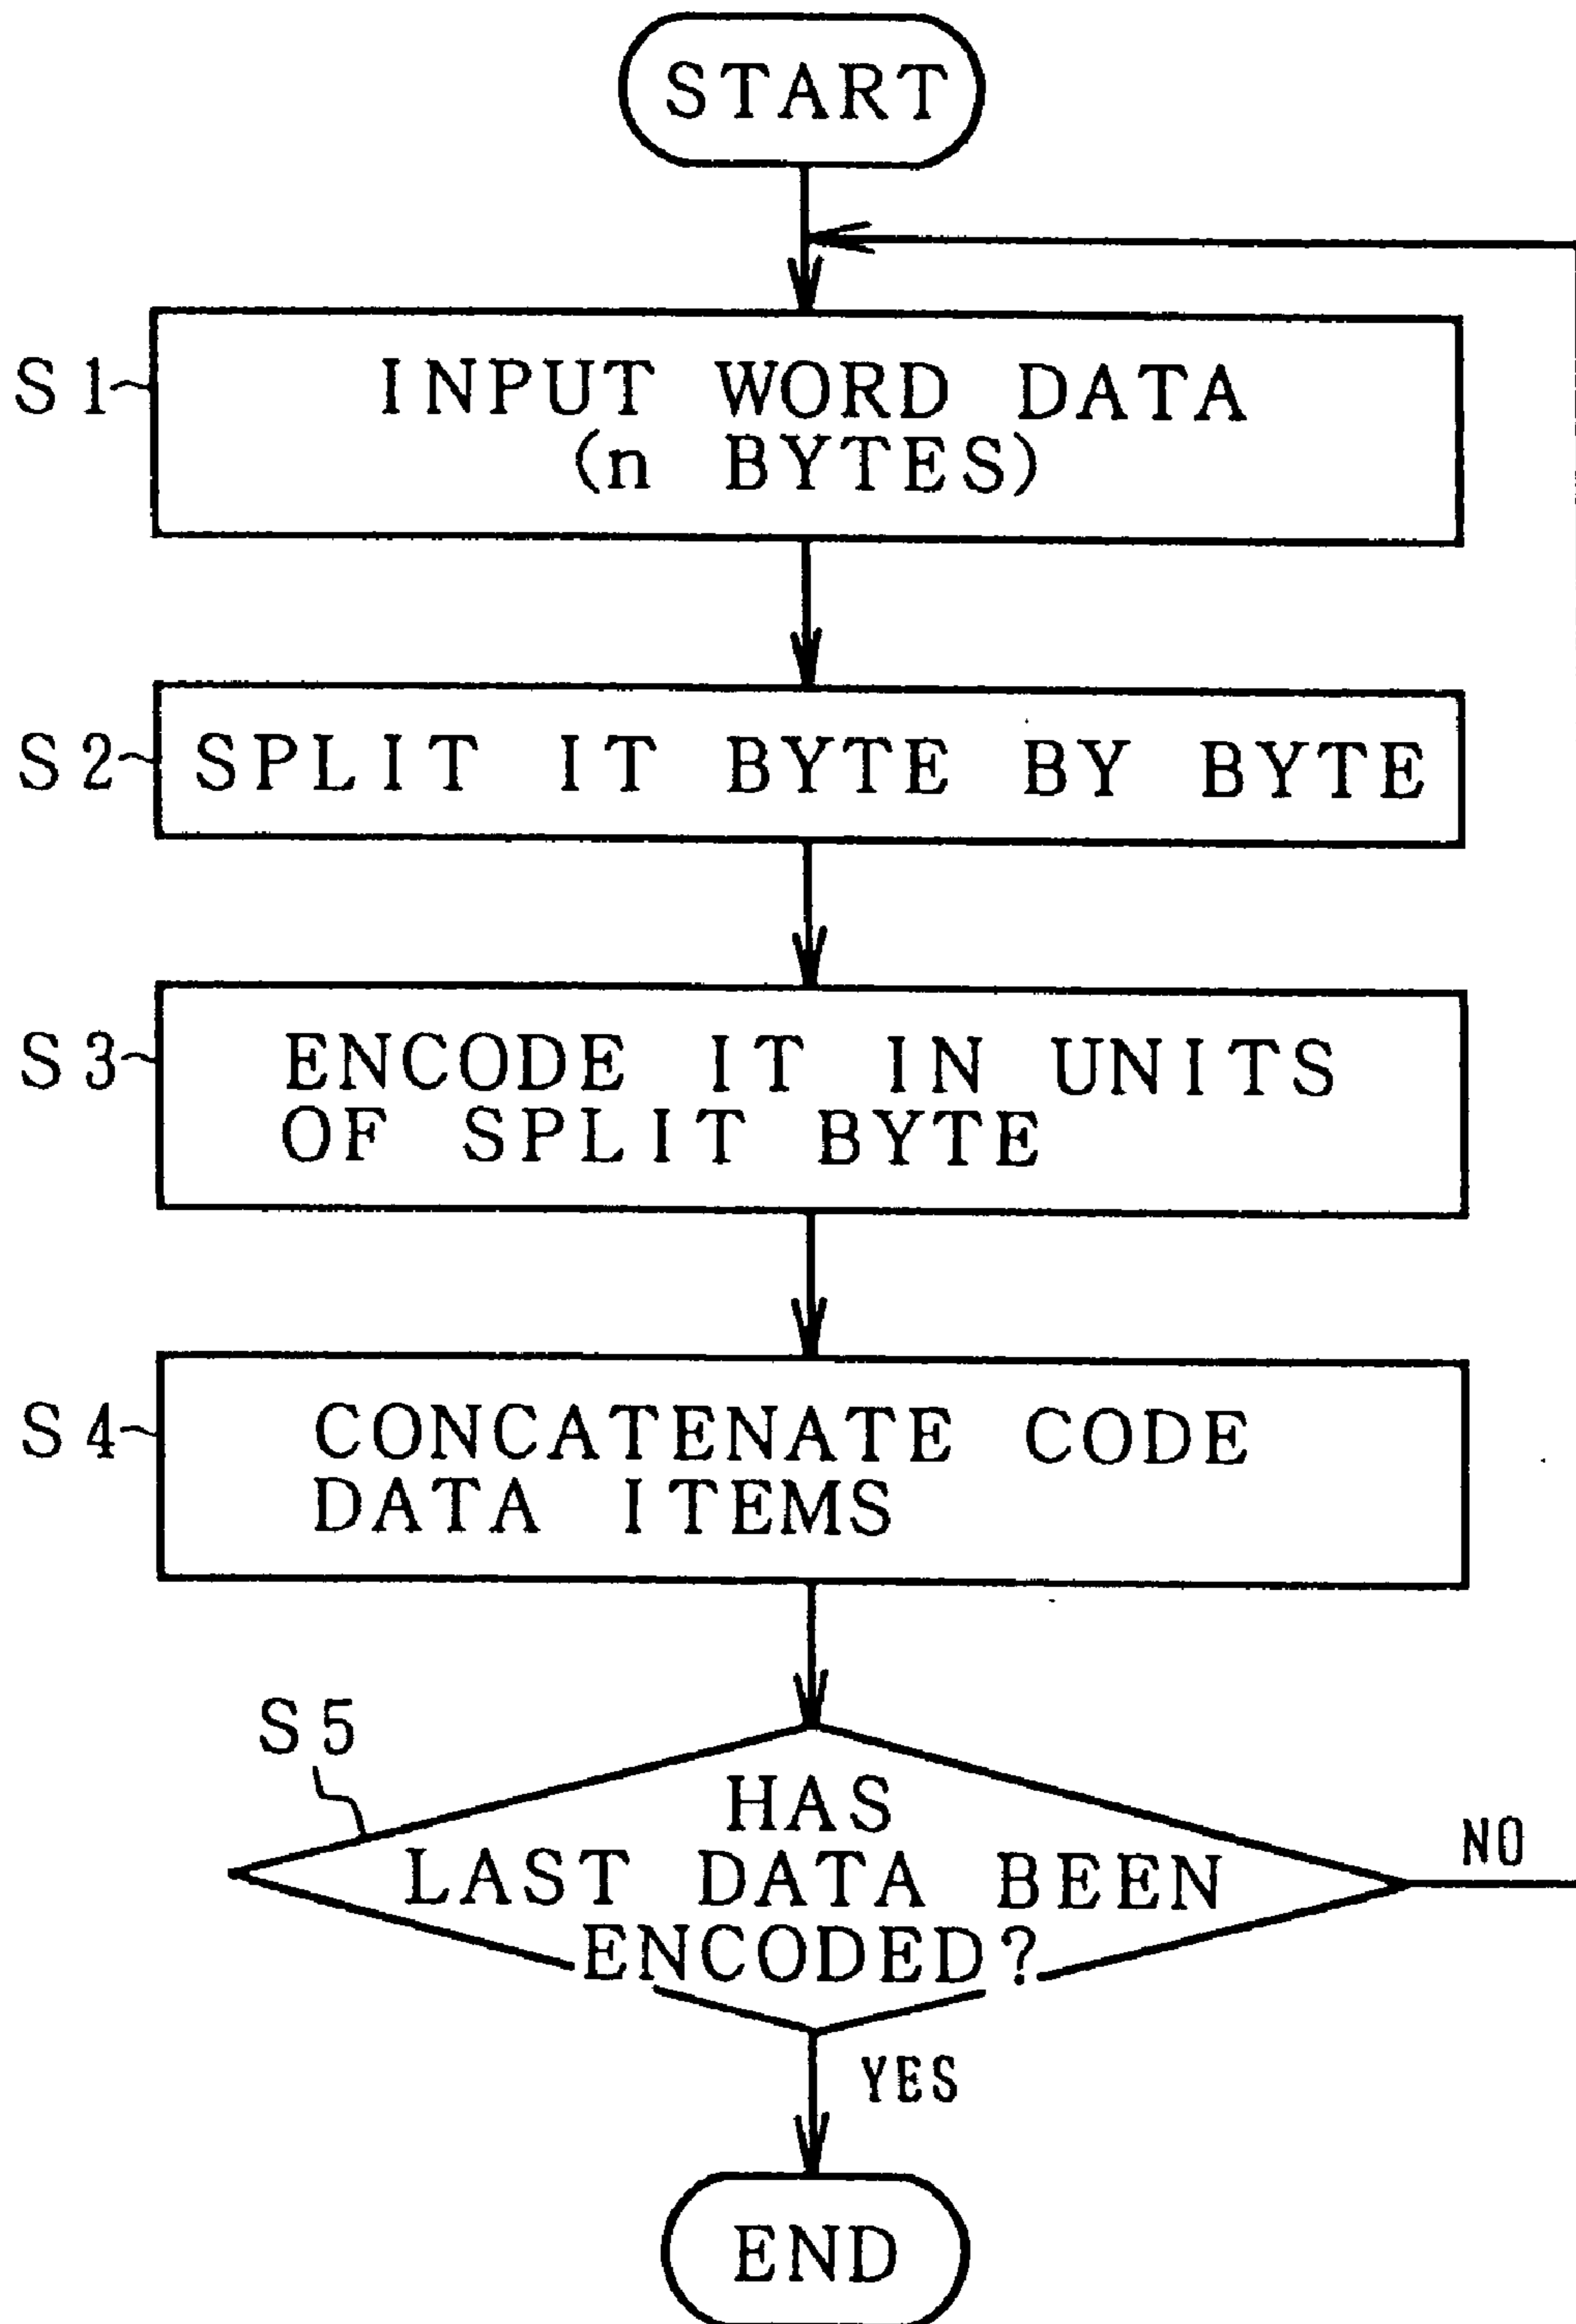 START
S1
INPUT WORD DATA
(n BYTES)
S2
SPLIT IT BYTE BY BYTE
S3
ENCODE IT IN UNITS
OF SPLIT BYTE
S4
CONCATENATE CODE
DATA ITEMS
S5
HAS
LAST DATA BEEN
ENCODED?
NO
YES
END